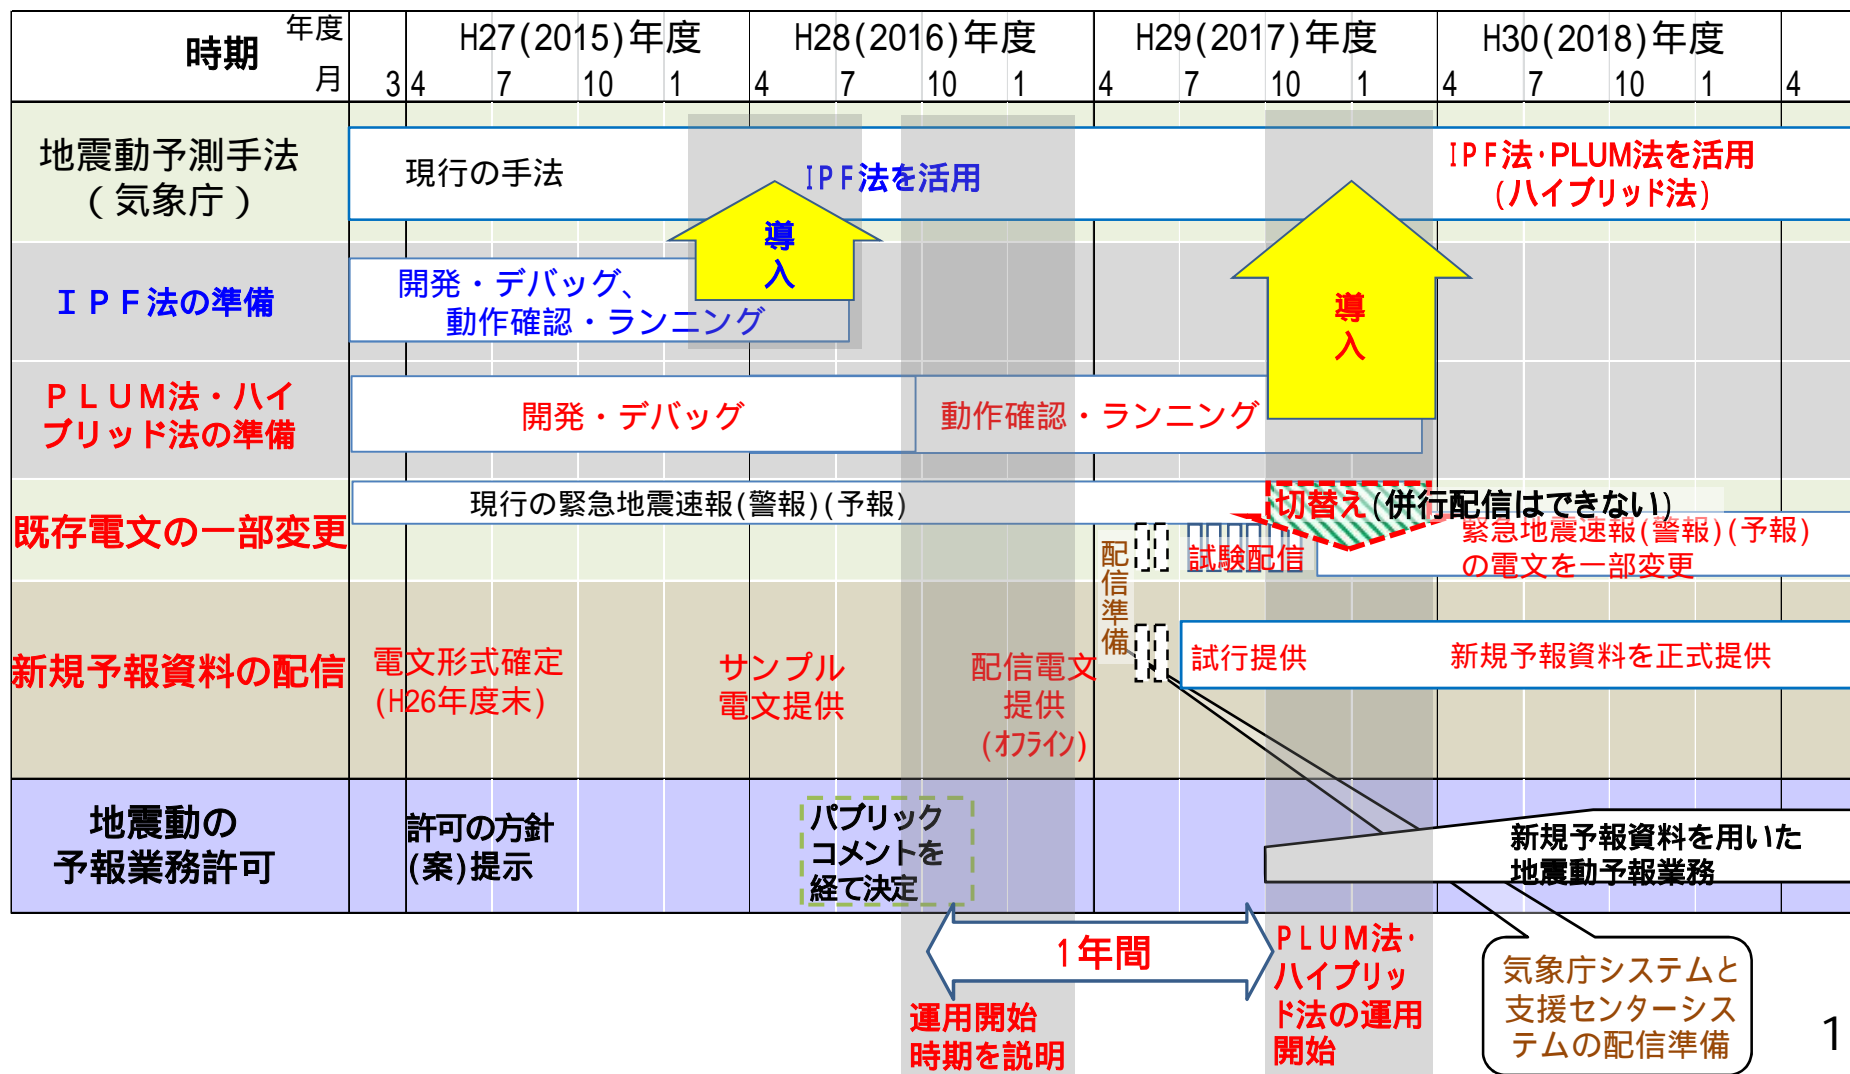 年度
時期
月
H27(2015)年度
H28(2016)年度
H29(2017)年度
H30(2018)年度
3 4 7 10 1 4 7 10 1 4 7 10 1 4 7 10 1 4
地震動予測手法
(気象庁)
現行の手法
IPF法を活用
IPF法・PLUM法を活用
(ハイブリッド法)
導
入
IPF法の準備
開発・デバッグ、
動作確認・ランニング
導
入
PLUM法・ハイ
ブリッド法の準備
開発・デバッグ
動作確認・ランニング
既存電文の一部変更
現行の緊急地震速報(警報)(予報)
切替え(併行配信はできない)
配信準備
試験配信
緊急地震速報(警報)(予報)
の電文を一部変更
新規予報資料の配信
電文形式確定
(H26年度末)
サンプル
電文提供
配信電文
提供
(オフライン)
試行提供
新規予報資料を正式提供
地震動の
予報業務許可
許可の方針
(案)提示
パブリック
コメントを
経て決定
新規予報資料を用いた
地震動予報業務
1年間
運用開始
時期を説明
PLUM法・
ハイブリッ
ド法の運用
開始
気象庁システムと
支援センターシス
テムの配信準備
1